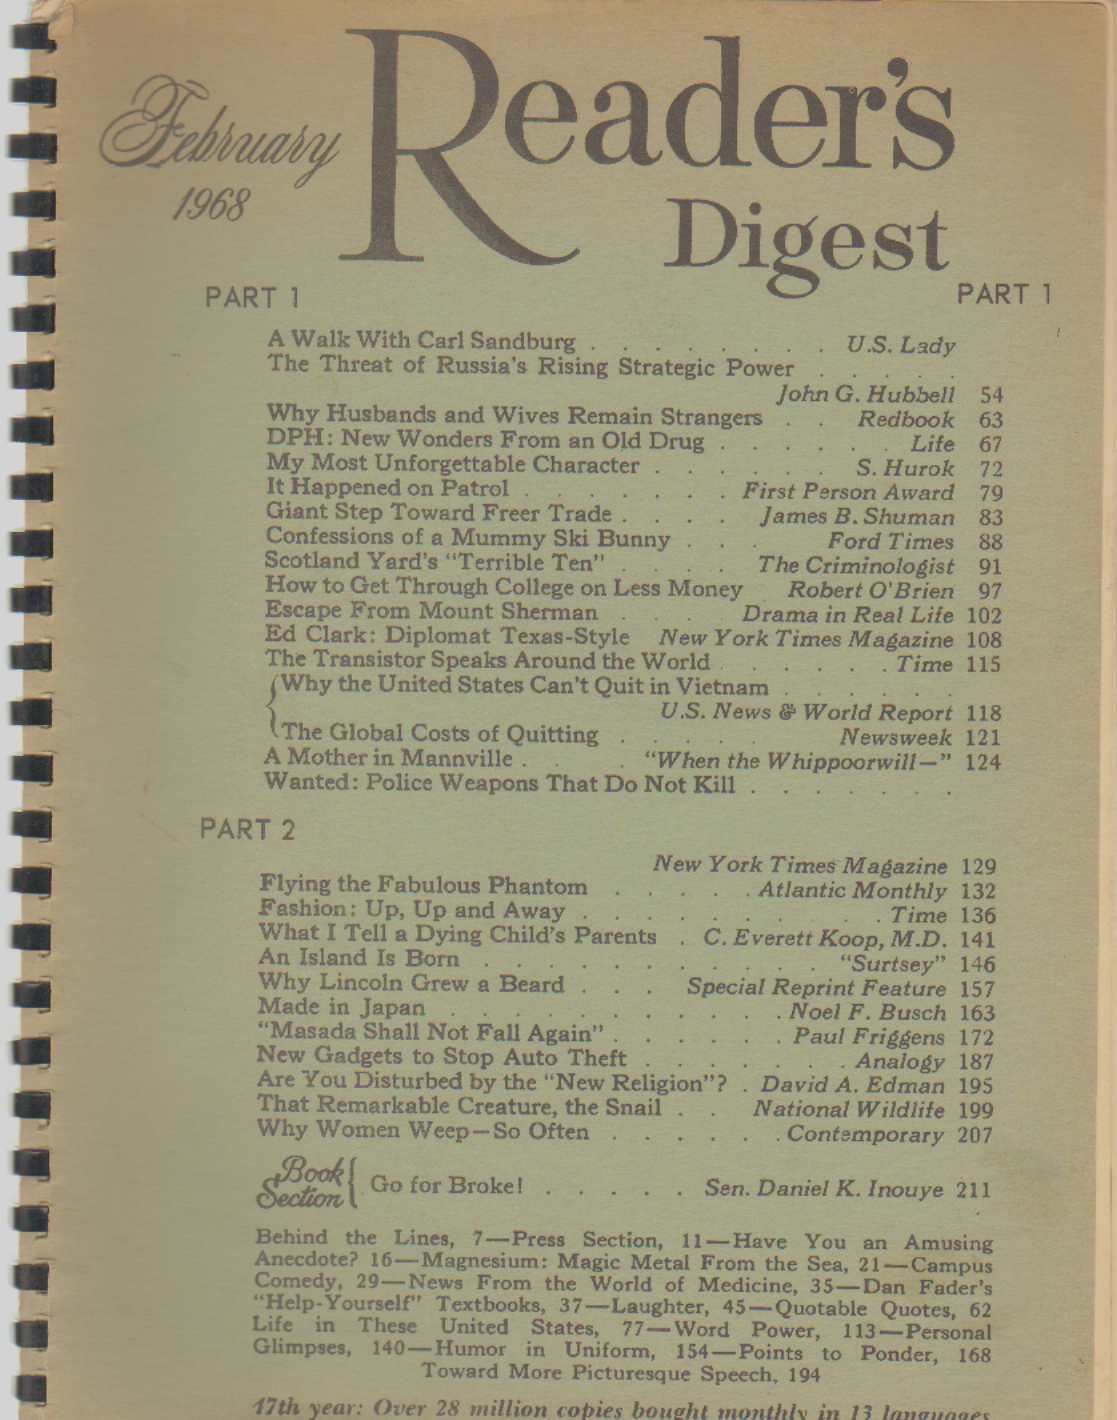 February
1968
Reader's
Digest
PART 1
PART 1
A Walk With Carl Sandburg . . . . . . . . U.S. Lady
The Threat of Russia's Rising Strategic Power . . . . .
John G. Hubbell 54
Why Husbands and Wives Remain Strangers . . Redbook 63
DPH: New Wonders From an Old Drug . . . . . . Life 67
My Most Unforgettable Character . . . . . . S. Hurok 72
It Happened on Patrol . . . . . . . First Person Award 79
Giant Step Toward Freer Trade . . . . James B. Shuman 83
Confessions of a Mummy Ski Bunny . . . Ford Times 88
Scotland Yard's "Terrible Ten" . . . . The Criminologist 91
How to Get Through College on Less Money . Robert O'Brien 97
Escape From Mount Sherman . . . Drama in Real Life 102
Ed Clark: Diplomat Texas-Style New York Times Magazine 108
The Transistor Speaks Around the World . . . . . . Time 115
Why the United States Can't Quit in Vietnam . . . . . .
U.S. News & World Report 118
The Global Costs of Quitting . . . . . Newsweek 121
A Mother in Mannville . . . "When the Whippoorwill—" 124
Wanted: Police Weapons That Do Not Kill . . . . . . .
PART 2
New York Times Magazine 129
Flying the Fabulous Phantom . . . . . Atlantic Monthly 132
Fashion: Up, Up and Away . . . . . . . . . . Time 136
What I Tell a Dying Child's Parents . C. Everett Koop, M.D. 141
An Island Is Born . . . . . . . . . . . "Surtsey" 146
Why Lincoln Grew a Beard . . . Special Reprint Feature 157
Made in Japan . . . . . . . . . . . Noel F. Busch 163
"Masada Shall Not Fall Again" . . . . . . Paul Friggens 172
New Gadgets to Stop Auto Theft . . . . . . . Analogy 187
Are You Disturbed by the "New Religion"? . David A. Edman 195
That Remarkable Creature, the Snail . . National Wildlife 199
Why Women Weep—So Often . . . . . . Contemporary 207
Book
Section
Go for Broke! . . . . . Sen. Daniel K. Inouye 211
Behind the Lines, 7—Press Section, 11—Have You an Amusing
Anecdote? 16—Magnesium: Magic Metal From the Sea, 21—Campus
Comedy, 29—News From the World of Medicine, 35—Dan Fader's
"Help-Yourself" Textbooks, 37—Laughter, 45—Quotable Quotes, 62
Life in These United States, 77—Word Power, 113—Personal
Glimpses, 140—Humor in Uniform, 154—Points to Ponder, 168
Toward More Picturesque Speech, 194
17th year: Over 28 million copies bought monthly in 13 languages